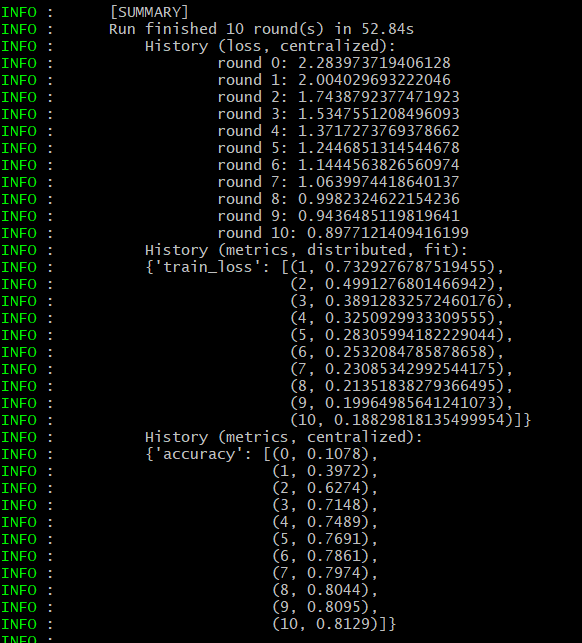 INFO :      [SUMMARY]
INFO :      Run finished 10 round(s) in 52.84s
INFO :          History (loss, centralized):
INFO :                  round 0: 2.283973719406128
INFO :                  round 1: 2.004029693222046
INFO :                  round 2: 1.7438792377471923
INFO :                  round 3: 1.5347551208496093
INFO :                  round 4: 1.3717273769378662
INFO :                  round 5: 1.2446851314544678
INFO :                  round 6: 1.1444563826560974
INFO :                  round 7: 1.0639974418640137
INFO :                  round 8: 0.9982324622154236
INFO :                  round 9: 0.9436485119819641
INFO :                  round 10: 0.8977121409416199
INFO :          History (metrics, distributed, fit):
INFO :          {'train_loss': [(1, 0.7329276787519455),
INFO :                          (2, 0.4991276801466942),
INFO :                          (3, 0.38912832572460176),
INFO :                          (4, 0.3250929933309555),
INFO :                          (5, 0.28305994182229044),
INFO :                          (6, 0.2532084785878658),
INFO :                          (7, 0.23085342992544175),
INFO :                          (8, 0.21351838279366495),
INFO :                          (9, 0.19964985641241073),
INFO :                          (10, 0.18829818135499954)]}
INFO :          History (metrics, centralized):
INFO :          {'accuracy': [(0, 0.1078),
INFO :                        (1, 0.3972),
INFO :                        (2, 0.6274),
INFO :                        (3, 0.7148),
INFO :                        (4, 0.7489),
INFO :                        (5, 0.7691),
INFO :                        (6, 0.7861),
INFO :                        (7, 0.7974),
INFO :                        (8, 0.8044),
INFO :                        (9, 0.8095),
INFO :                        (10, 0.8129)]}
INFO :